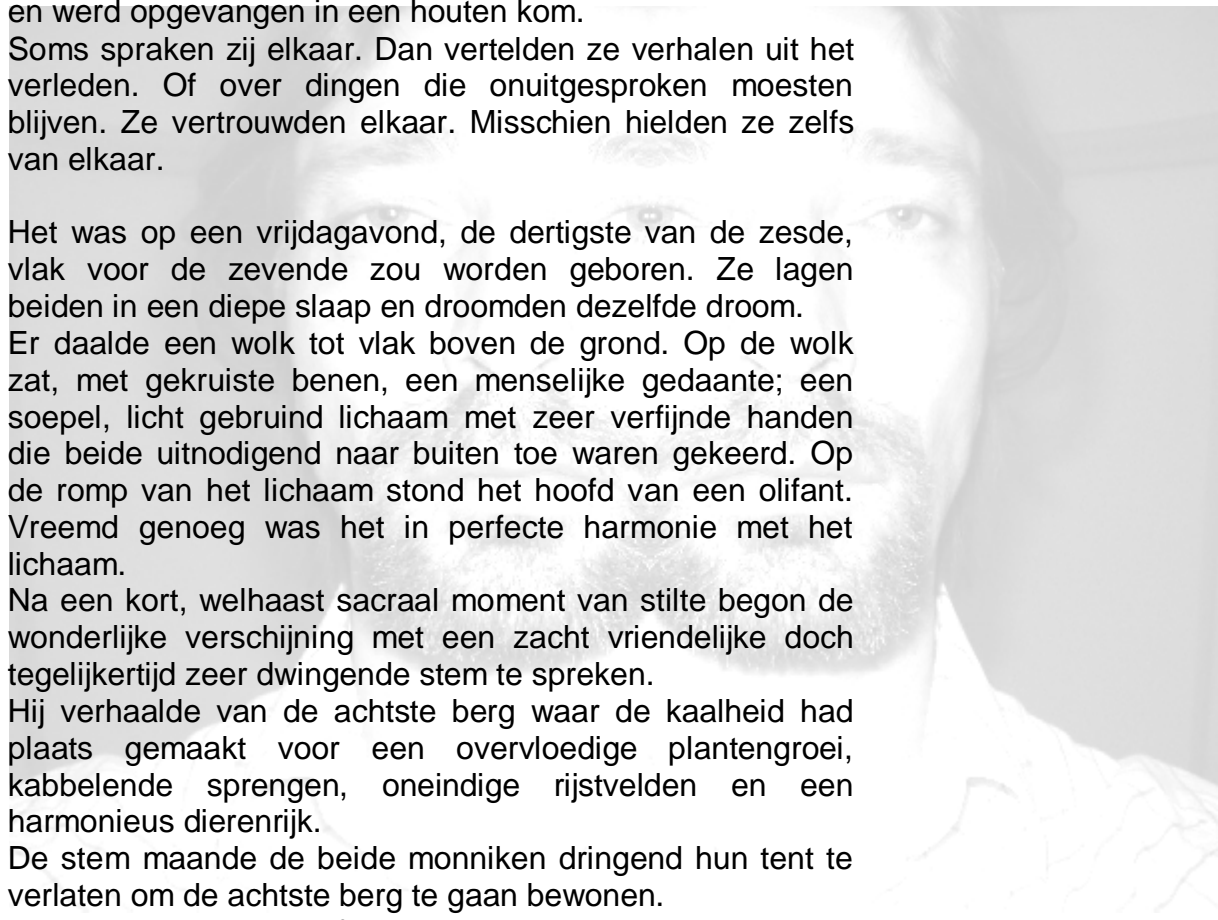 en werd opgevangen in een houten kom.
Soms spraken zij elkaar. Dan vertelden ze verhalen uit het
verleden. Of over dingen die onuitgesproken moesten
blijven. Ze vertrouwden elkaar. Misschien hielden ze zelfs
van elkaar.

Het was op een vrijdagavond, de dertigste van de zesde,
vlak voor de zevende zou worden geboren. Ze lagen
beiden in een diepe slaap en droomden dezelfde droom.
Er daalde een wolk tot vlak boven de grond. Op de wolk
zat, met gekruiste benen, een menselijke gedaante; een
soepel, licht gebruind lichaam met zeer verfijnde handen
die beide uitnodigend naar buiten toe waren gekeerd. Op
de romp van het lichaam stond het hoofd van een olifant.
Vreemd genoeg was het in perfecte harmonie met het
lichaam.
Na een kort, welhaast sacraal moment van stilte begon de
wonderlijke verschijning met een zacht vriendelijke doch
tegelijkertijd zeer dwingende stem te spreken.
Hij verhaalde van de achtste berg waar de kaalheid had
plaats gemaakt voor een overvloedige plantengroei,
kabbelende sprengen, oneindige rijstvelden en een
harmonieus dierenrijk.
De stem maande de beide monniken dringend hun tent te
verlaten om de achtste berg te gaan bewonen.